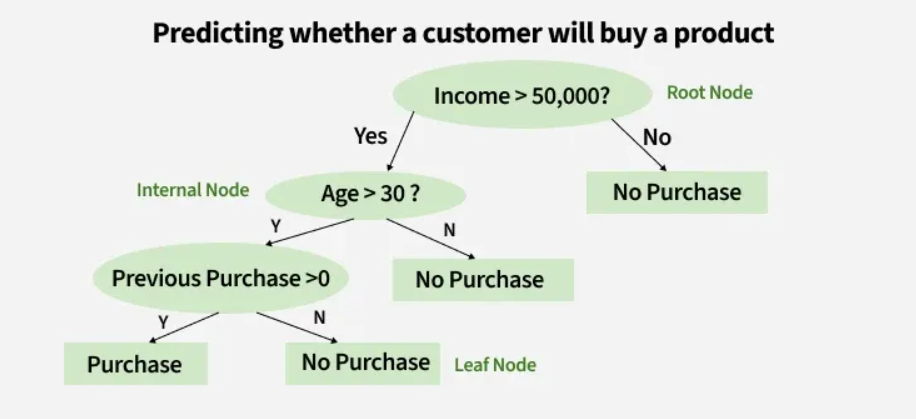 Predicting whether a customer will buy a product
Income > 50,000?
Root Node
Yes
No
Internal Node
Age > 30 ?
No Purchase
Y
N
Previous Purchase >0
No Purchase
Y
N
Purchase
No Purchase
Leaf Node